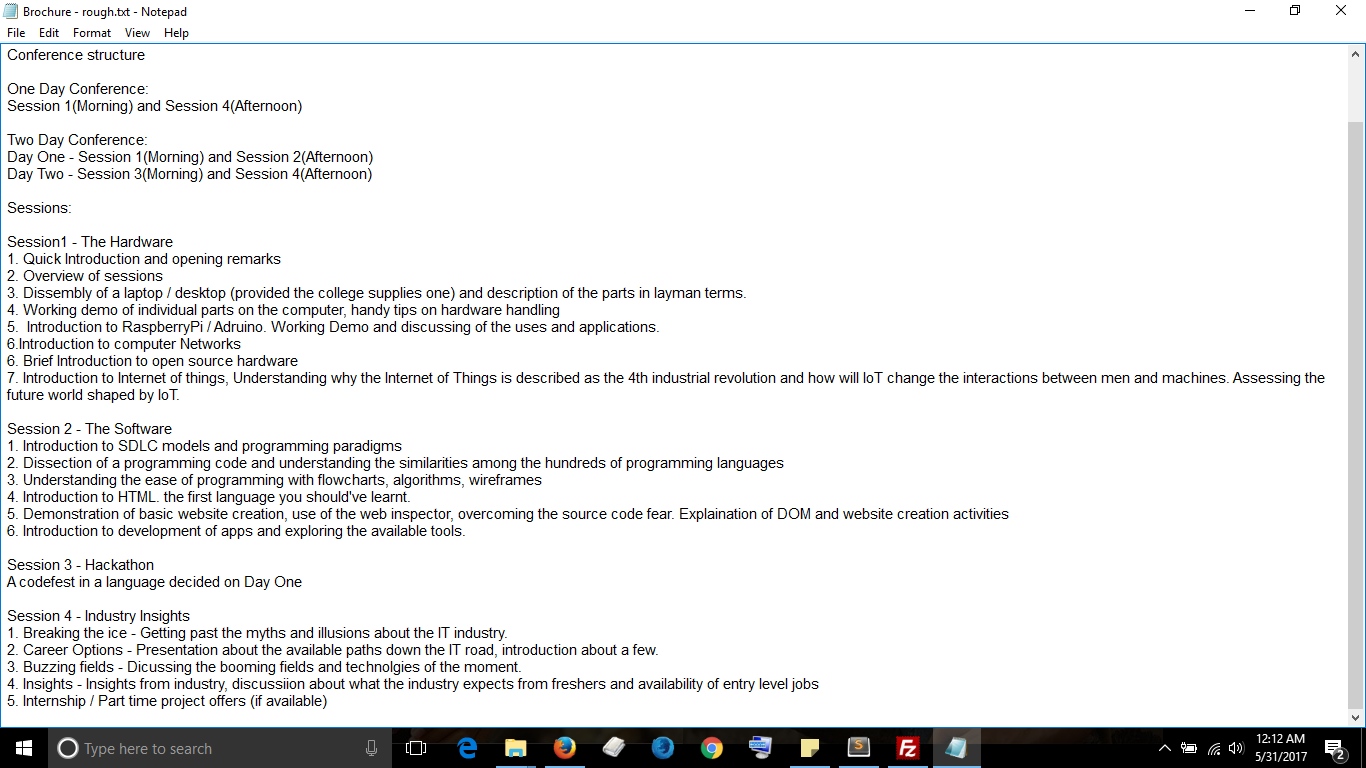 Brochure - rough.txt - Notepad
File Edit Format View Help
Conference structure
One Day Conference:
Session 1(Morning) and Session 4(Afternoon)
Two Day Conference:
Day One - Session 1(Morning) and Session 2(Afternoon)
Day Two - Session 3(Morning) and Session 4(Afternoon)
Sessions:
Session1 - The Hardware
1. Quick Introduction and opening remarks
2. Overview of sessions
3. Dissembly of a laptop / desktop (provided the college supplies one) and description of the parts in layman terms.
4. Working demo of individual parts on the computer, handy tips on hardware handling
5.  Introduction to RaspberryPi / Adruino. Working Demo and discussing of the uses and applications.
6.Introduction to computer Networks
6. Brief Introduction to open source hardware
7. Introduction to Internet of things, Understanding why the Internet of Things is described as the 4th industrial revolution and how will IoT change the interactions between men and machines. Assessing the
future world shaped by IoT.
Session 2 - The Software
1. Introduction to SDLC models and programming paradigms
2. Dissection of a programming code and understanding the similarities among the hundreds of programming languages
3. Understanding the ease of programming with flowcharts, algorithms, wireframes
4. Introduction to HTML. the first language you should've learnt.
5. Demonstration of basic website creation, use of the web inspector, overcoming the source code fear. Explaination of DOM and website creation activities
6. Introduction to development of apps and exploring the available tools.
Session 3 - Hackathon
A codefest in a language decided on Day One
Session 4 - Industry Insights
1. Breaking the ice - Getting past the myths and illusions about the IT industry.
2. Career Options - Presentation about the available paths down the IT road, introduction about a few.
3. Buzzing fields - Dicussing the booming fields and technolgies of the moment.
4. Insights - Insights from industry, discussiion about what the industry expects from freshers and availability of entry level jobs
5. Internship / Part time project offers (if available)
Type here to search
12:12 AM
5/31/2017
2